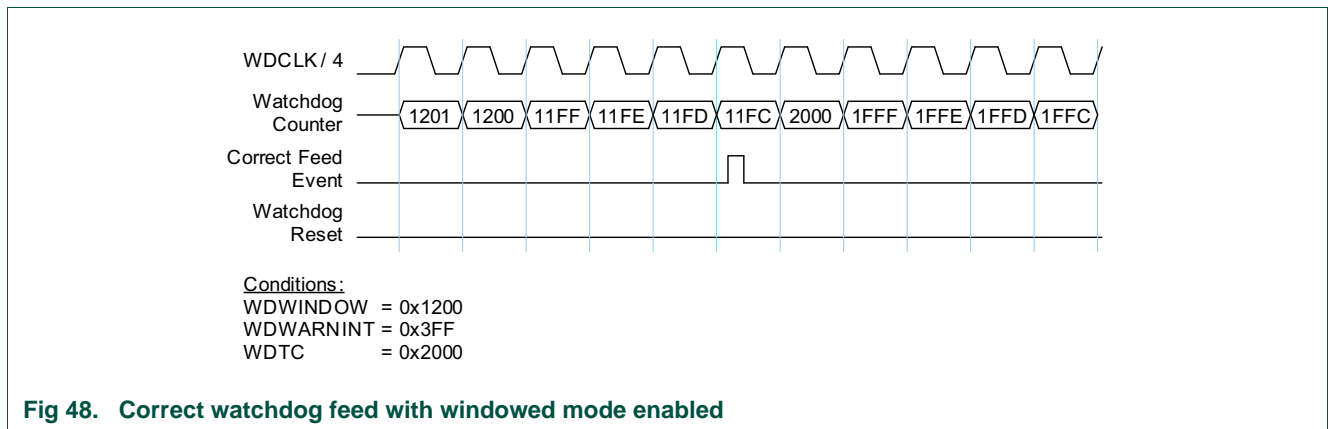 WDCLK / 4
Watchdog
Counter
1201 1200 11FF 11FE 11FD 11FC 2000 1FFF 1FFE 1FFD 1FFC
Correct Feed
Event
Watchdog
Reset
Conditions:
WDWINDOW = 0x1200
WDWARNINT = 0x3FF
WDTC = 0x2000
Fig 48. Correct watchdog feed with windowed mode enabled